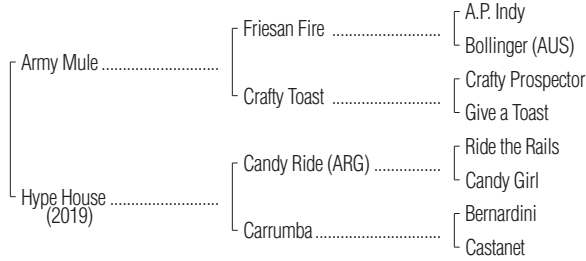 A.P. Indy
Friesan Fire
Bollinger (AUS)
Army Mule
Crafty Prospector
Crafty Toast
Give a Toast
Ride the Rails
Candy Ride (ARG)
Candy Girl
Hype House
(2019)
Bernardini
Carrumba
Castanet